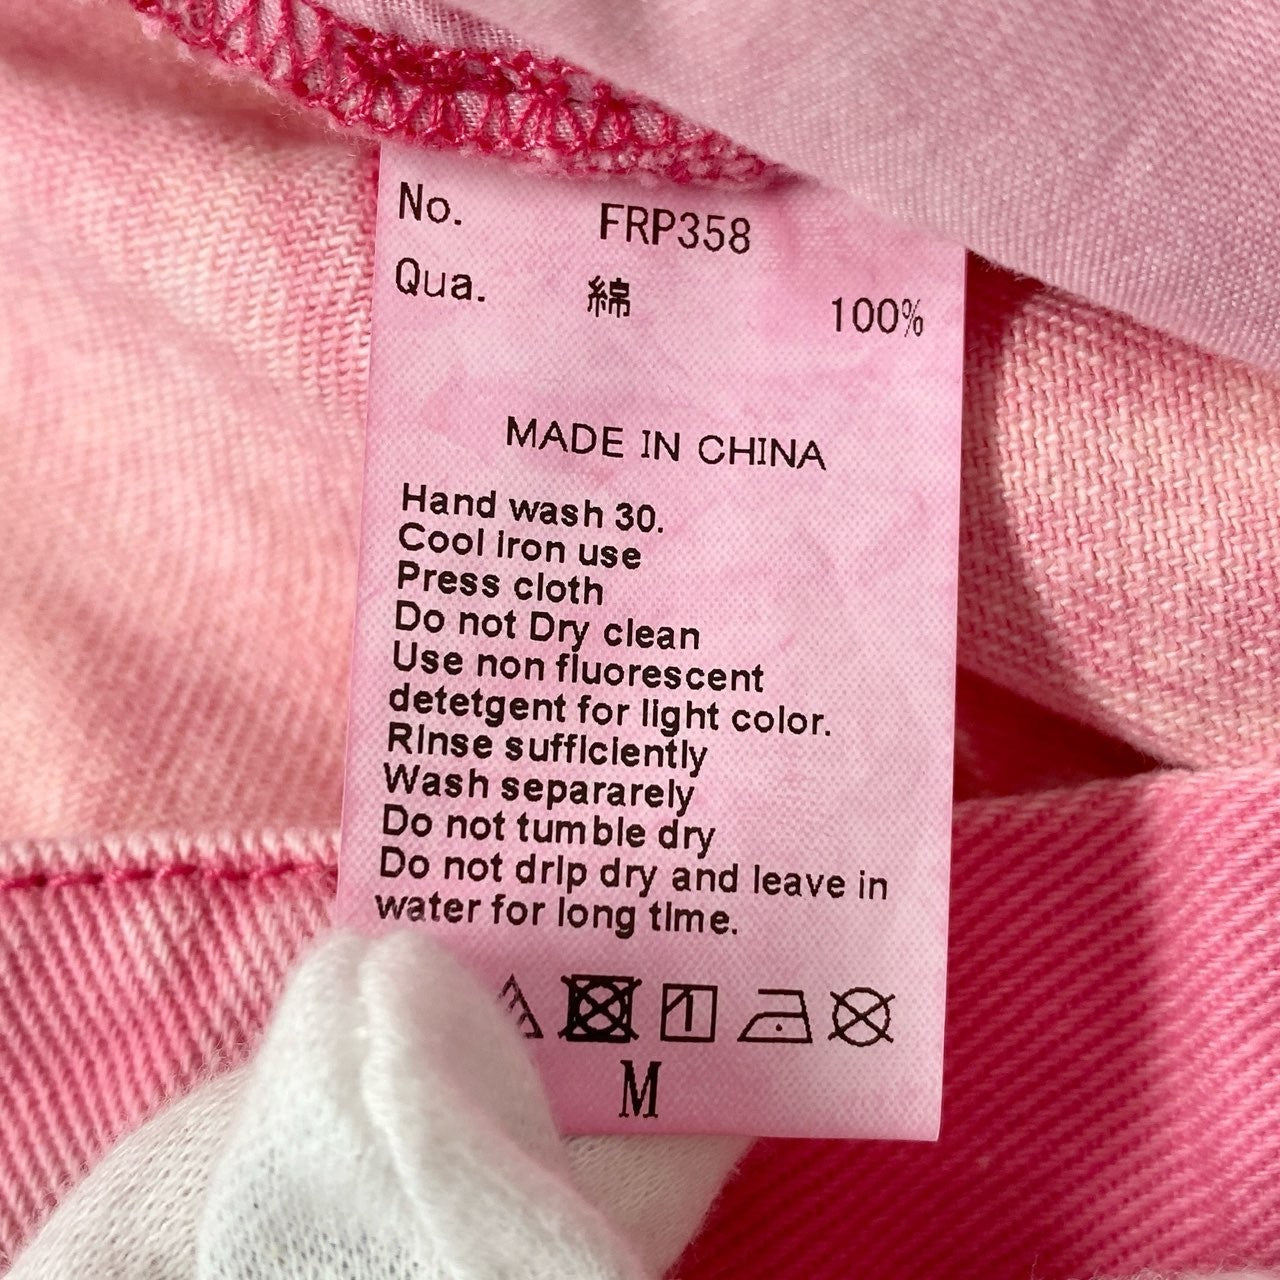 No. FRP358
Qua. 綿 100%
MADE IN CHINA
Hand wash 30.
Cool iron use
Press cloth
Do not Dry clean
Use non fluorescent
detetgent for light color.
RInse suffIcIently
Wash separarely
Do not tumble dry
Do not drIp dry and leave in
water for long tIme.
M